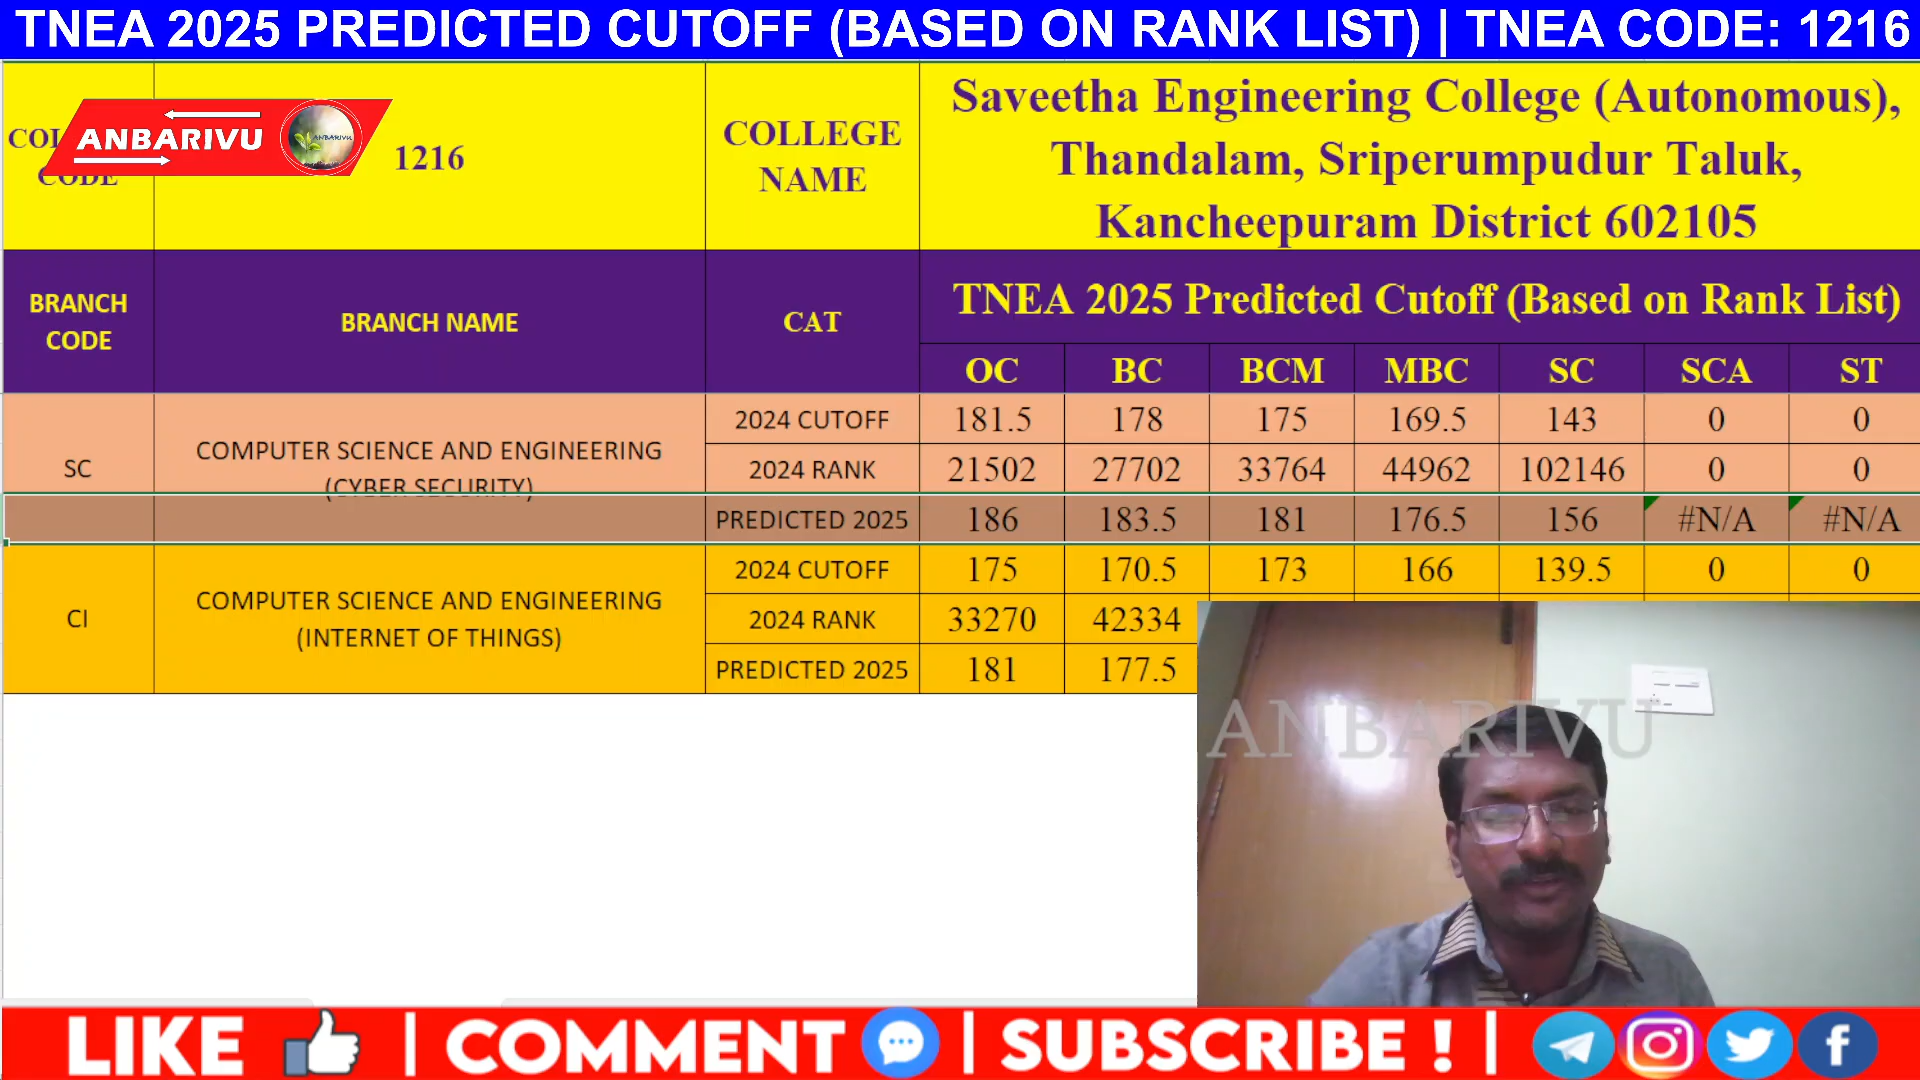 TNEA 2025 PREDICTED CUTOFF (BASED ON RANK LIST) | TNEA CODE: 1216
ANBARIVU
ANBARIVU
CODE
1216
COLLEGE
NAME
Saveetha Engineering College (Autonomous),
Thandalam, Sriperumpudur Taluk,
Kancheepuram District 602105
BRANCH
CODE
BRANCH NAME
CAT
TNEA 2025 Predicted Cutoff (Based on Rank List)
OC BC BCM MBC SC SCA ST
SC
COMPUTER SCIENCE AND ENGINEERING
(CYBER SECURITY)
2024 CUTOFF 181.5 178 175 169.5 143 0 0
2024 RANK 21502 27702 33764 44962 102146 0 0
PREDICTED 2025 186 183.5 181 176.5 156 #N/A #N/A
CI
COMPUTER SCIENCE AND ENGINEERING
(INTERNET OF THINGS)
2024 CUTOFF 175 170.5 173 166 139.5 0 0
2024 RANK 33270 42334
PREDICTED 2025 181 177.5
ANBARIVU
LIKE | COMMENT | SUBSCRIBE ! |